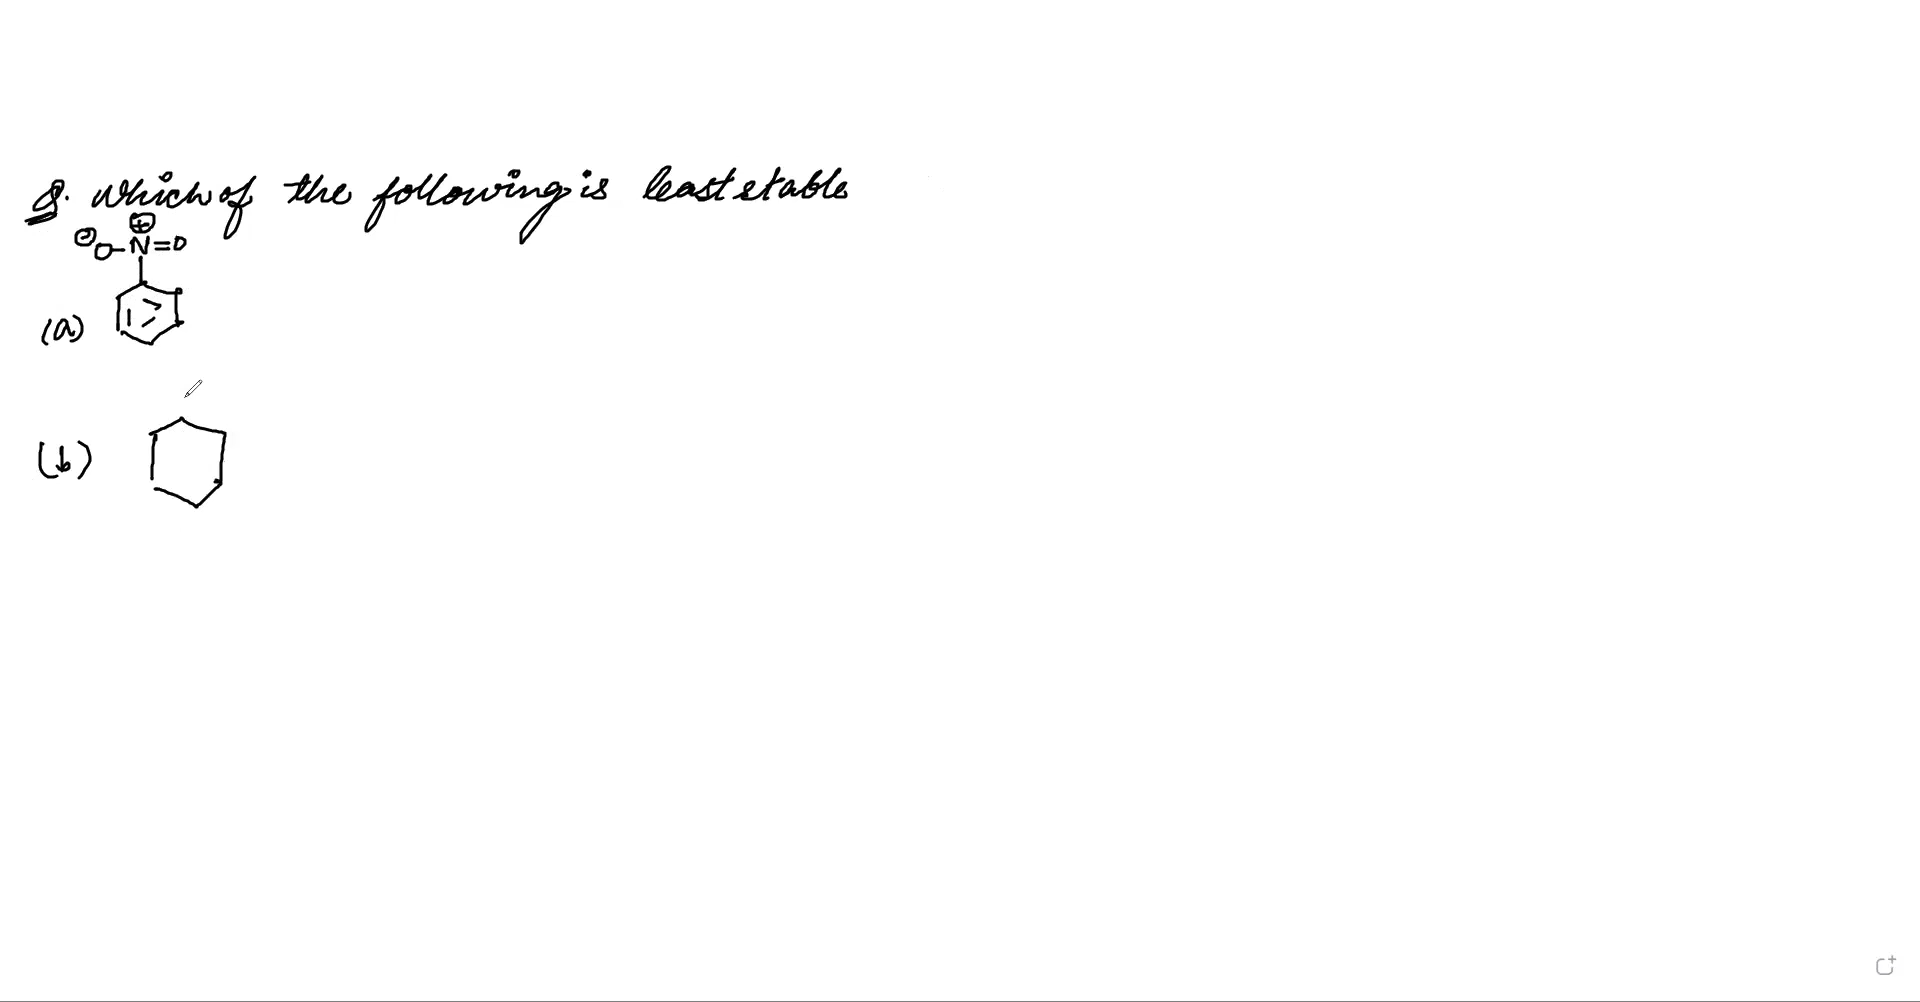 Q. Which of the following is least stable
⊖O-N⊕=O
(a)
(b)